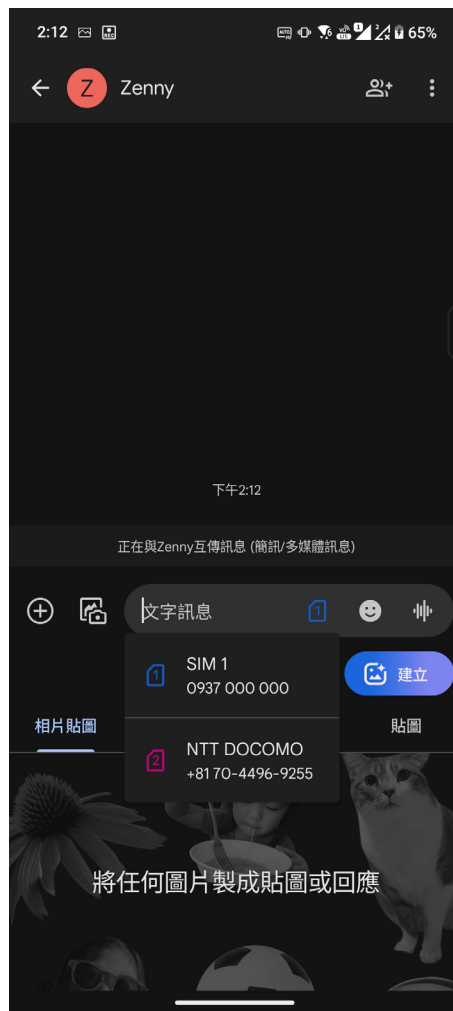 2:12
65%
Z Zenny
下午2:12
正在與Zenny互傳訊息 (簡訊/多媒體訊息)
文字訊息 1
1 SIM 1
0937 000 000
建立
相片貼圖
貼圖
2 NTT DOCOMO
+81 70-4496-9255
將任何圖片製成貼圖或回應